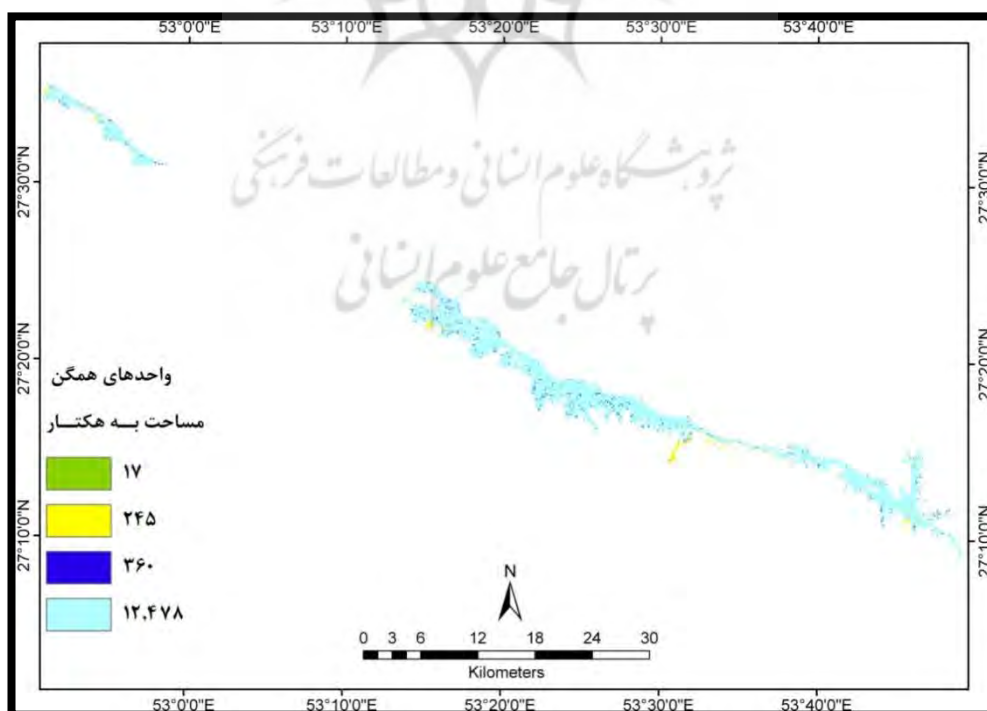 53°0'0"E 53°10'0"E 53°20'0"E 53°30'0"E 53°40'0"E
پژوهشگاه علوم انسانی و مطالعات فرهنگی
27°30'0"N 27°30'0"N
پرتال جامع علوم انسانی
27°20'0"N 27°20'0"N
واحدهای همگن
مساحت به هکتار
۱۷
۲۴۵
۳۶۰
۱۲,۴۷۸
27°10'0"N 27°10'0"N
N
0 3 6 12 18 24 30
Kilometers
53°0'0"E 53°10'0"E 53°20'0"E 53°30'0"E 53°40'0"E